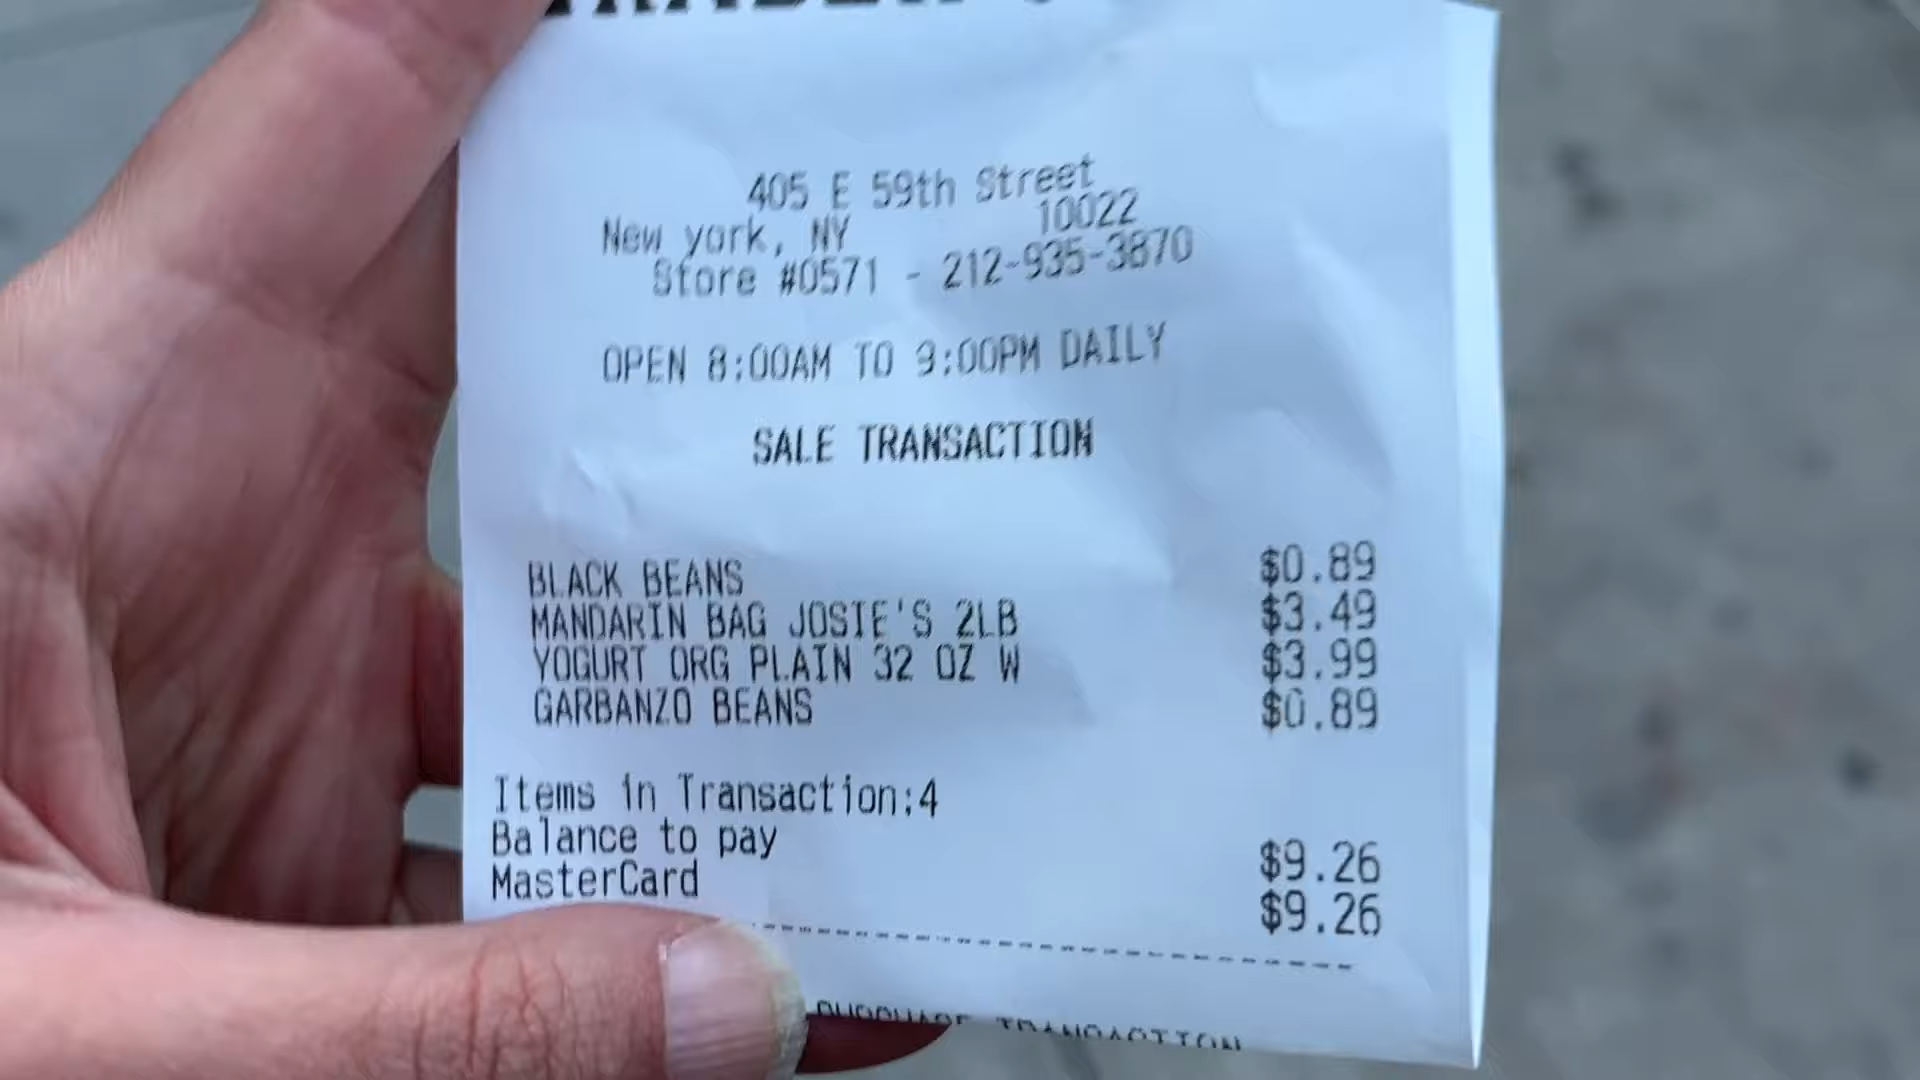 405 E 59th Street
New york, NY 10022
Store #0571 - 212-935-3870
OPEN 8:00AM TO 9:00PM DAILY
SALE TRANSACTION
BLACK BEANS $0.89
MANDARIN BAG JOSIE'S 2LB $3.49
YOGURT ORG PLAIN 32 OZ W $3.99
GARBANZO BEANS $0.89
Items in Transaction:4
Balance to pay $9.26
MasterCard $9.26
PURCHASE TRANSACTION